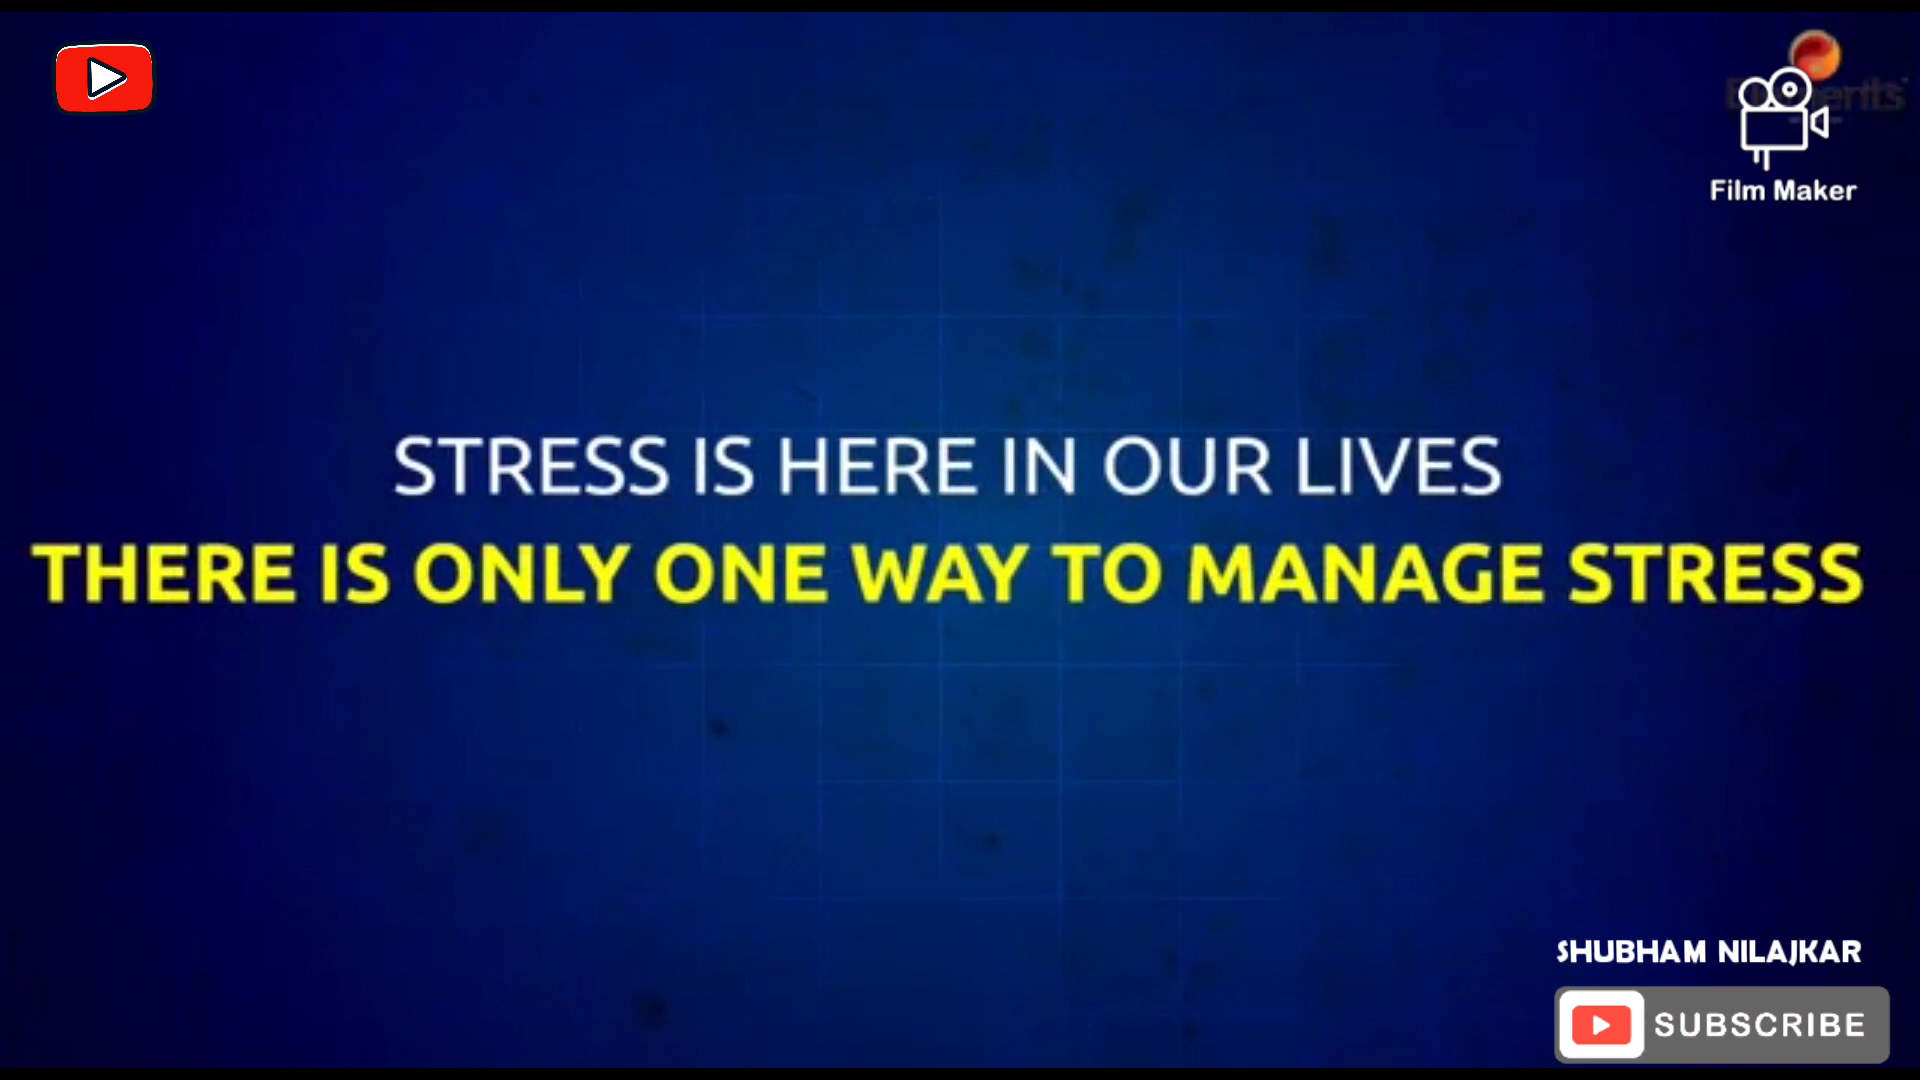 Film Maker
STRESS IS HERE IN OUR LIVES
THERE IS ONLY ONE WAY TO MANAGE STRESS
SHUBHAM NILAJKAR
SUBSCRIBE